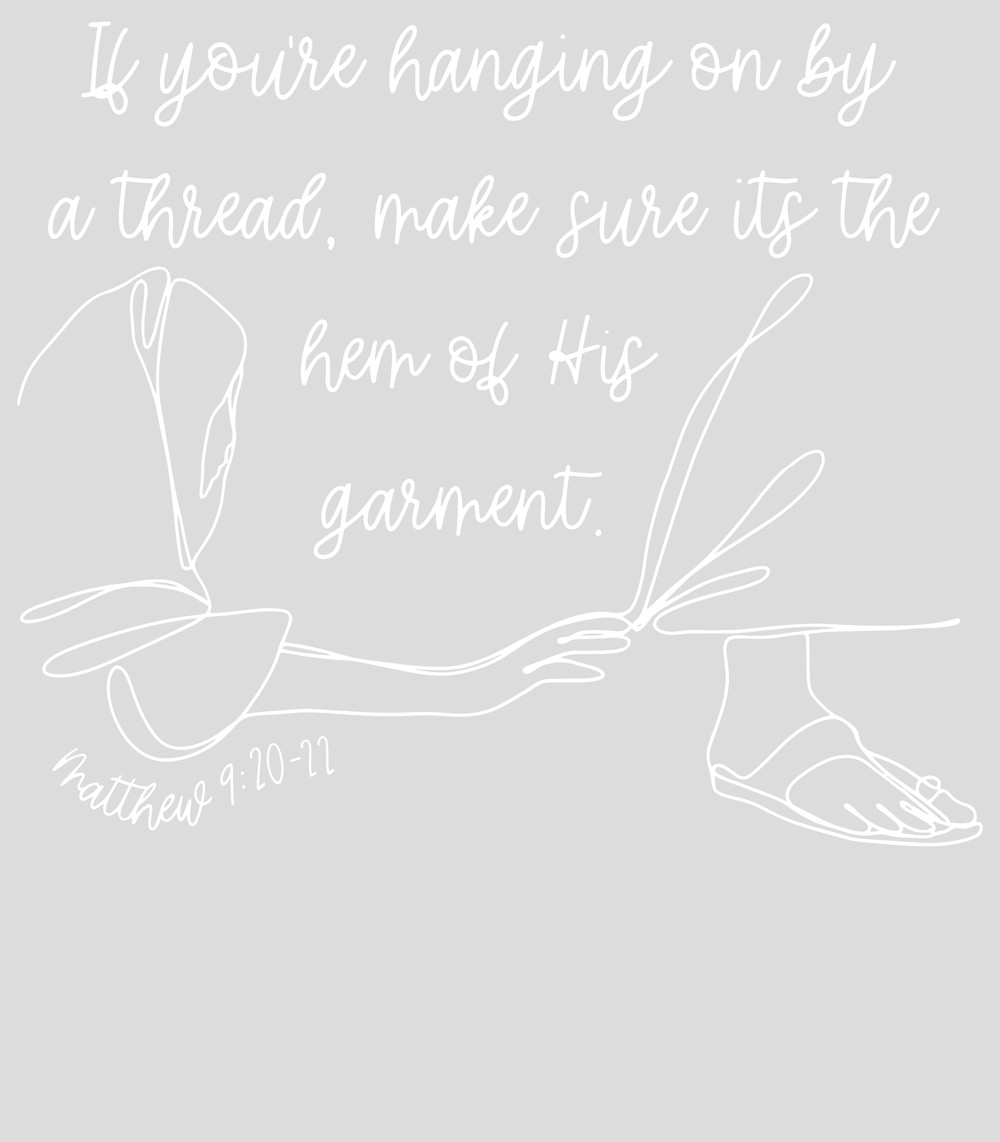 If you're hanging on by
a thread, make sure its the
hem of His
garment.
Matthew 9:20-22